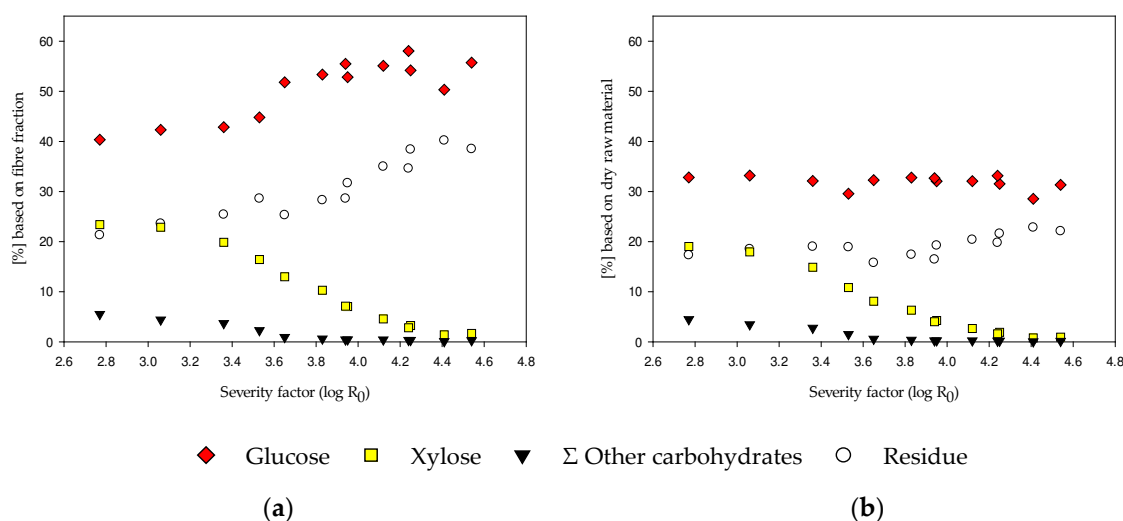 [%] based on fibre fraction
60
50
40
30
20
10
0
2.6 2.8 3.0 3.2 3.4 3.6 3.8 4.0 4.2 4.4 4.6 4.8
Severity factor (log R0)
[%] based on dry raw material
60
50
40
30
20
10
0
2.6 2.8 3.0 3.2 3.4 3.6 3.8 4.0 4.2 4.4 4.6 4.8
Severity factor (log R0)
Glucose Xylose Σ Other carbohydrates Residue
(a) (b)